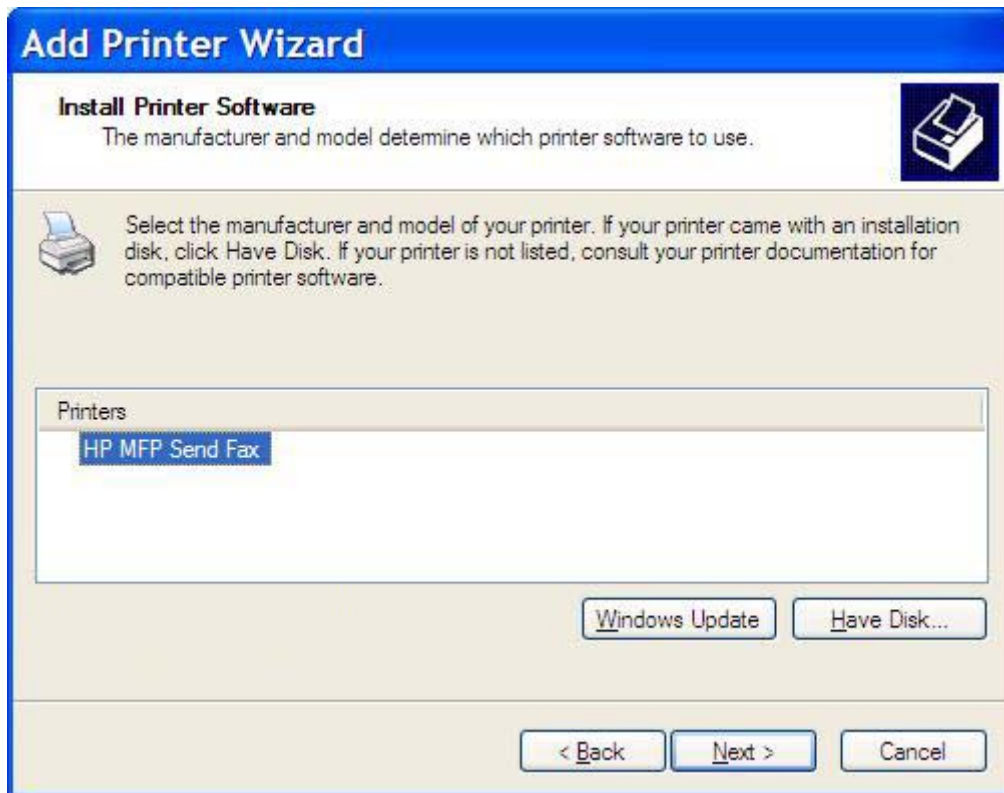 Add Printer Wizard
Install Printer Software
The manufacturer and model determine which printer software to use.
Select the manufacturer and model of your printer. If your printer came with an installation
disk, click Have Disk. If your printer is not listed, consult your printer documentation for
compatible printer software.
Printers
HP MFP Send Fax
Windows Update Have Disk...
< Back Next > Cancel